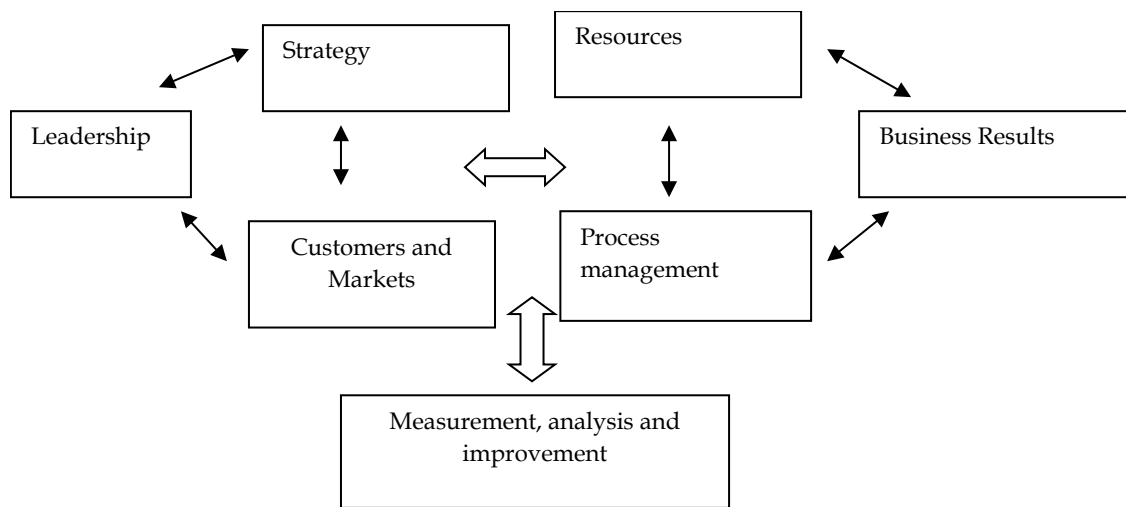 Strategy
Resources
Leadership
Business Results
Customers and
Markets
Process
management
Measurement, analysis and
improvement